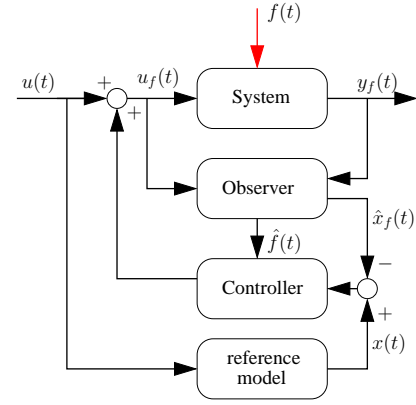 f(t)
u(t)
+
u_f(t)
System
y_f(t)
+
Observer
x̂_f(t)
f̂(t)
−
Controller
+
x(t)
reference
model